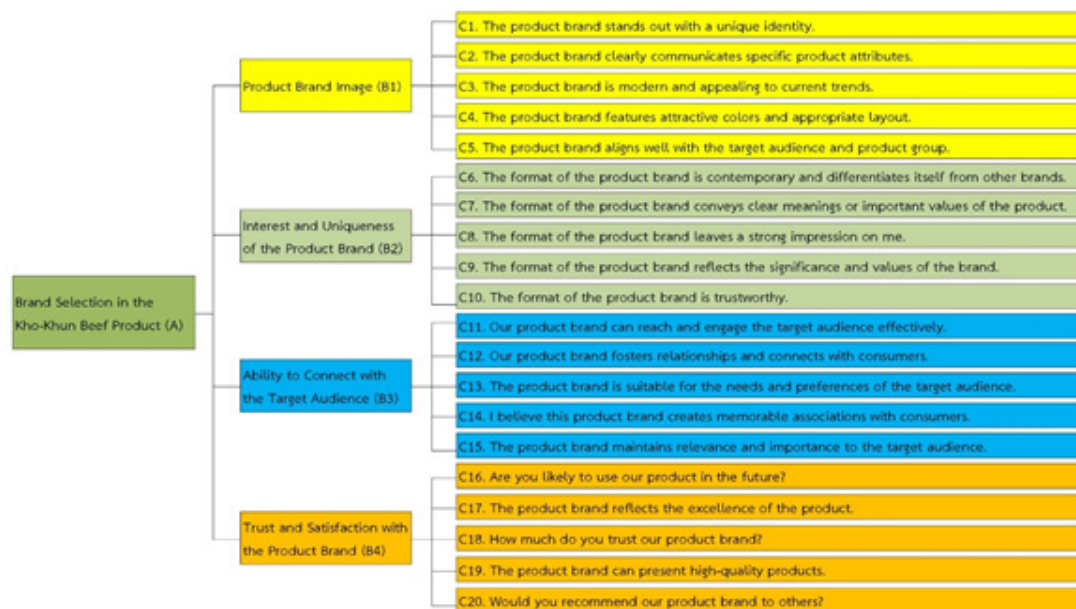 Brand Selection in the
Kho-Khun Beef Product (A)
Product Brand Image (B1)
C1. The product brand stands out with a unique identity.
C2. The product brand clearly communicates specific product attributes.
C3. The product brand is modern and appealing to current trends.
C4. The product brand features attractive colors and appropriate layout.
C5. The product brand aligns well with the target audience and product group.
Interest and Uniqueness
of the Product Brand (B2)
C6. The format of the product brand is contemporary and differentiates itself from other brands.
C7. The format of the product brand conveys clear meanings or important values of the product.
C8. The format of the product brand leaves a strong impression on me.
C9. The format of the product brand reflects the significance and values of the brand.
C10. The format of the product brand is trustworthy.
Ability to Connect with
the Target Audience (B3)
C11. Our product brand can reach and engage the target audience effectively.
C12. Our product brand fosters relationships and connects with consumers.
C13. The product brand is suitable for the needs and preferences of the target audience.
C14. I believe this product brand creates memorable associations with consumers.
C15. The product brand maintains relevance and importance to the target audience.
Trust and Satisfaction with
the Product Brand (B4)
C16. Are you likely to use our product in the future?
C17. The product brand reflects the excellence of the product.
C18. How much do you trust our product brand?
C19. The product brand can present high-quality products.
C20. Would you recommend our product brand to others?